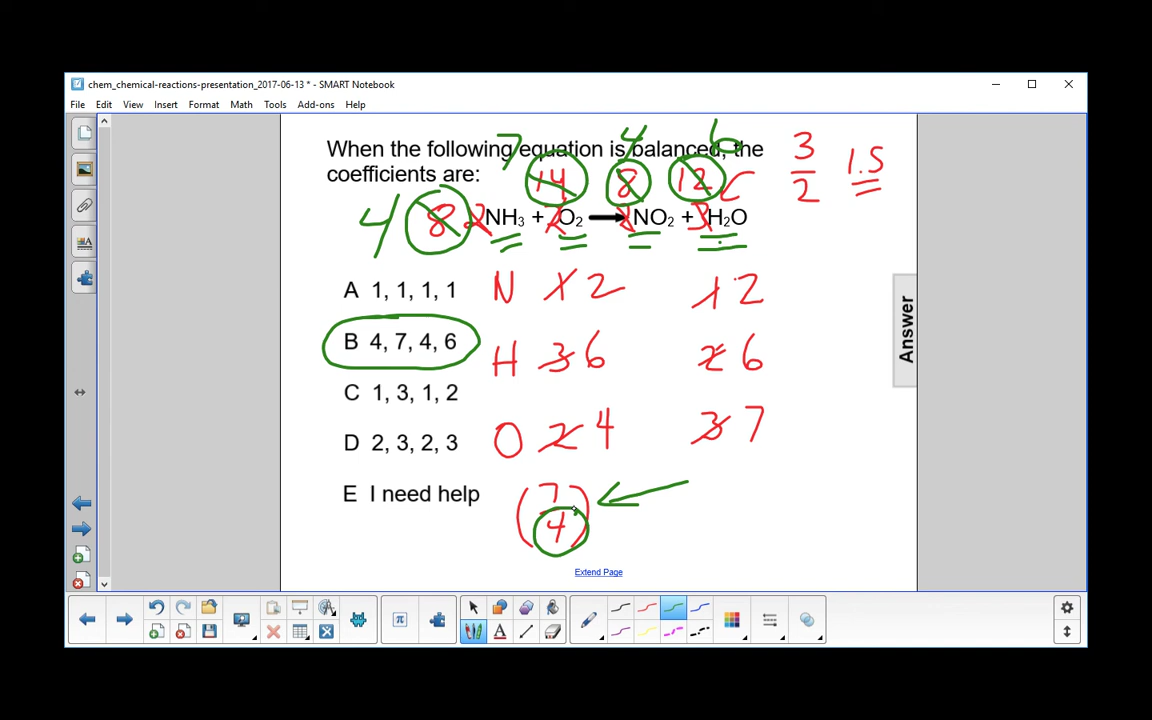 chem_chemical-reactions-presentation_2017-06-13 * - SMART Notebook
File Edit View Insert Format Math Tools Add-ons Help
7 4 6
When the following equation is balanced, the
coefficients are:
14 8 12
3
2
1.5
4 8 2 NH3 + 2 O2 → 2 NO2 + 3 H2O
A 1, 1, 1, 1
N 1 2 1 2
B 4, 7, 4, 6
H 3 6 2 6
C 1, 3, 1, 2
D 2, 3, 2, 3
O 2 4 3 7
E I need help
(7
4)
Answer
Extend Page
π
A